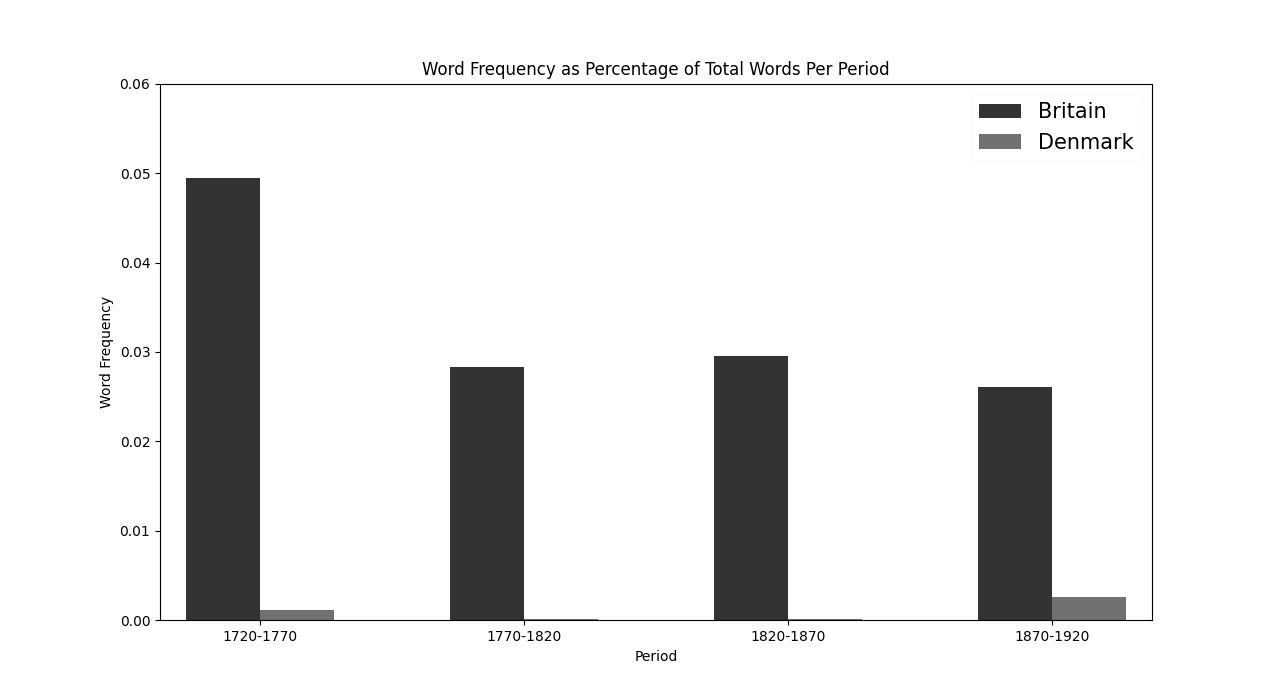 Word Frequency as Percentage of Total Words Per Period
Britain
Denmark
Word Frequency
0.06
0.05
0.04
0.03
0.02
0.01
0.00
1720-1770 1770-1820 1820-1870 1870-1920
Period